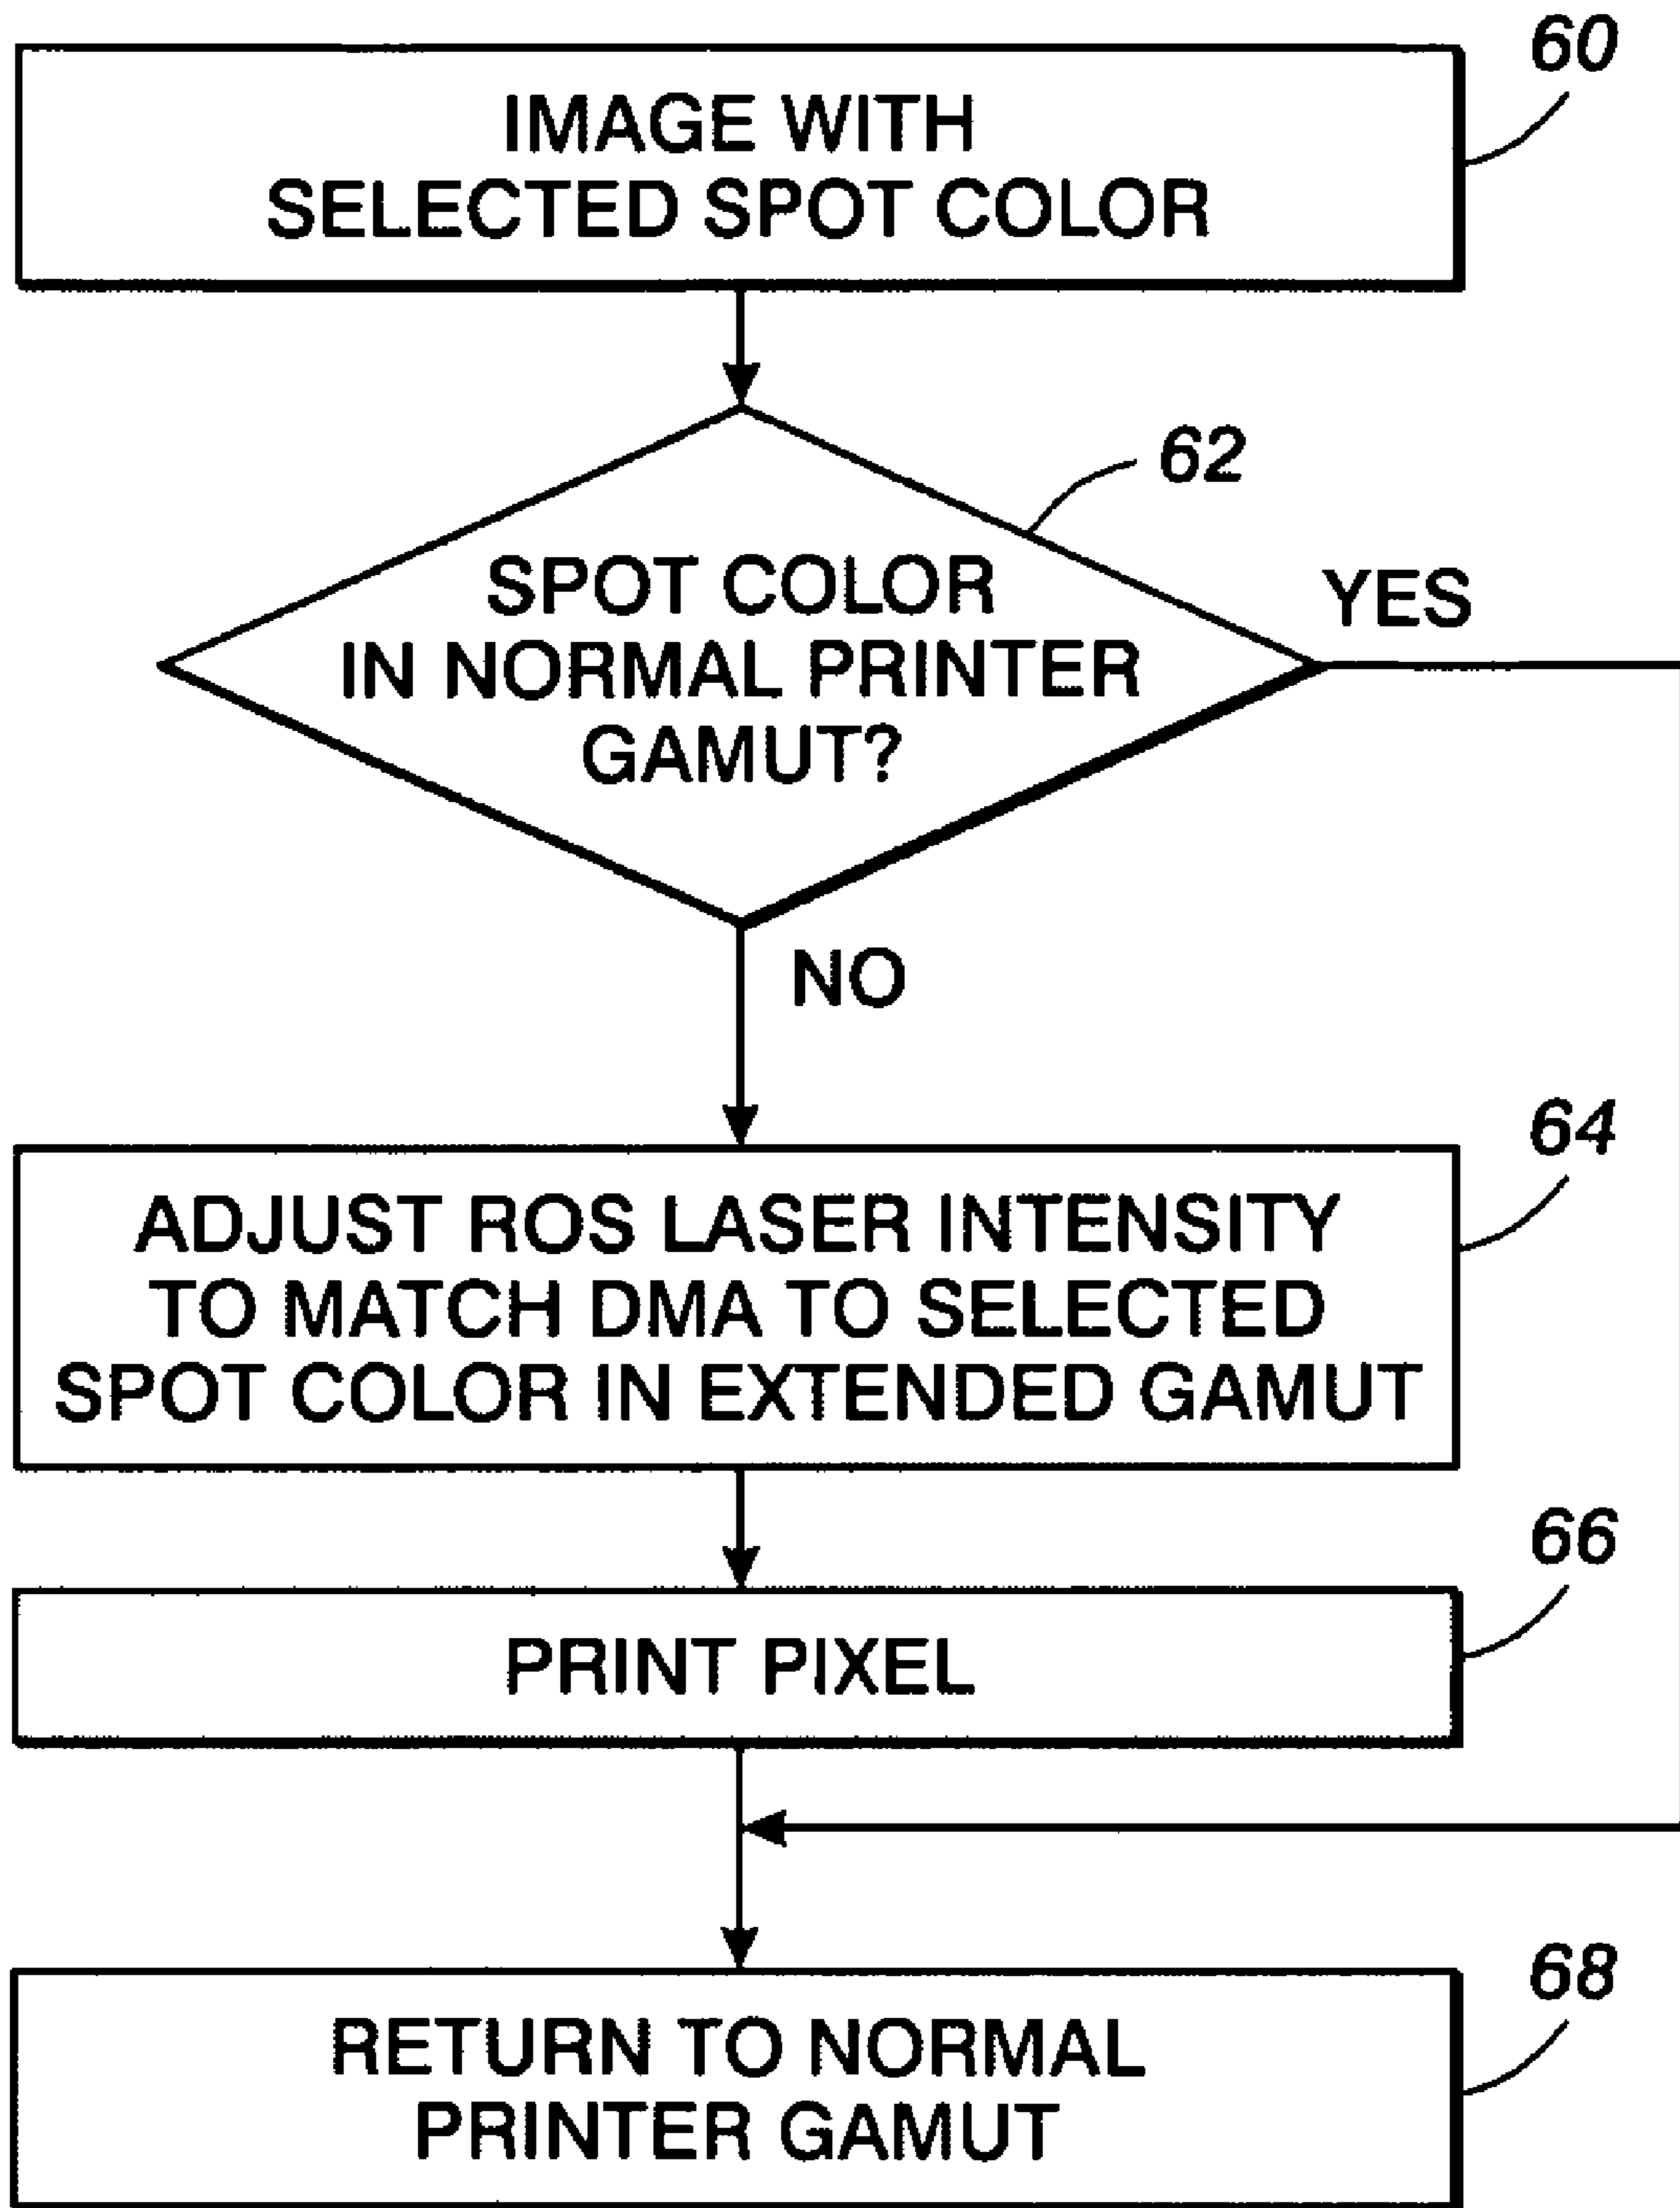 60
IMAGE WITH
SELECTED SPOT COLOR
62
SPOT COLOR
IN NORMAL PRINTER
GAMUT?
YES
NO
64
ADJUST ROS LASER INTENSITY
TO MATCH DMA TO SELECTED
SPOT COLOR IN EXTENDED GAMUT
66
PRINT PIXEL
68
RETURN TO NORMAL
PRINTER GAMUT